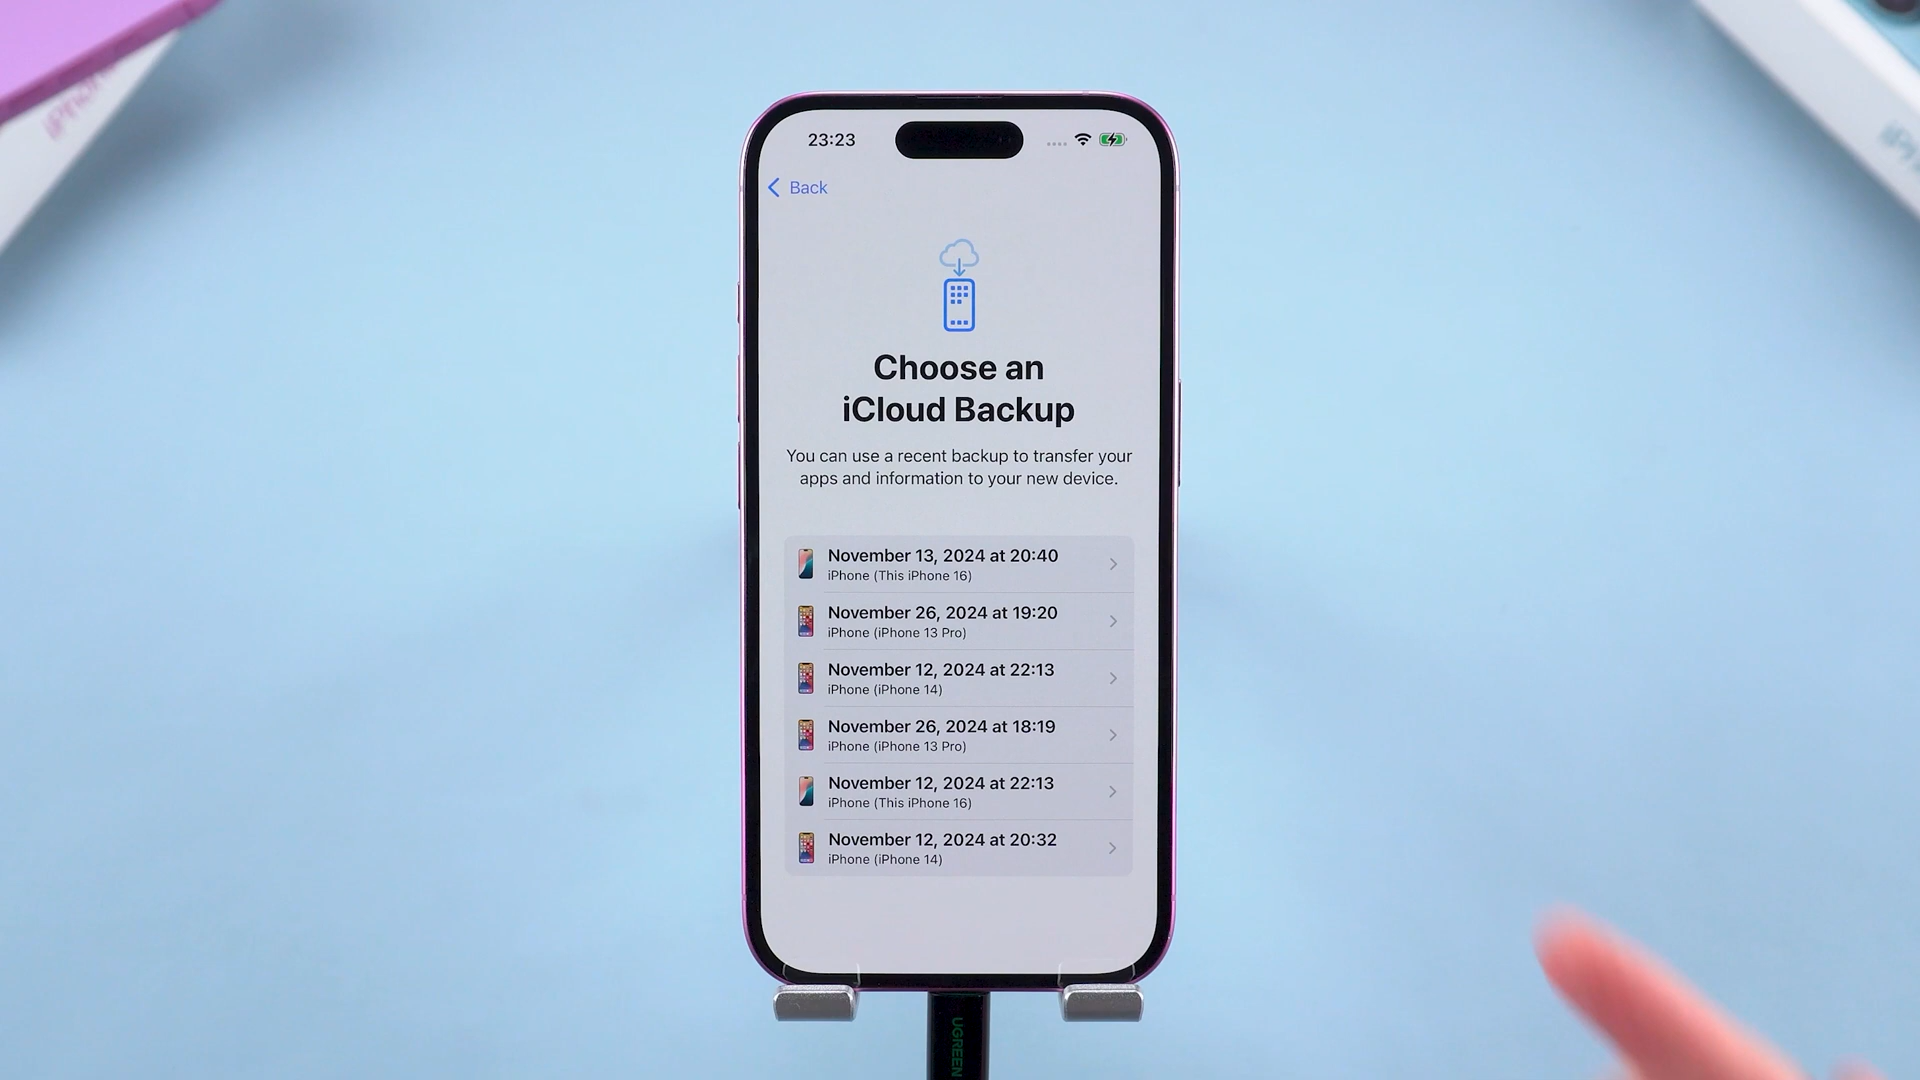 iPhone
23:23
Back
Choose an
iCloud Backup
You can use a recent backup to transfer your
apps and information to your new device.
November 13, 2024 at 20:40
iPhone (This iPhone 16)
November 26, 2024 at 19:20
iPhone (iPhone 13 Pro)
November 12, 2024 at 22:13
iPhone (iPhone 14)
November 26, 2024 at 18:19
iPhone (iPhone 13 Pro)
November 12, 2024 at 22:13
iPhone (This iPhone 16)
November 12, 2024 at 20:32
iPhone (iPhone 14)
UGREEN